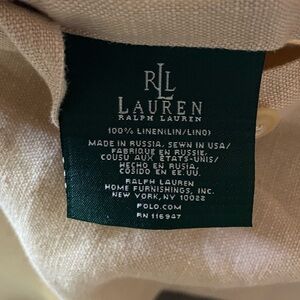 RLL
LAUREN
RALPH LAUREN
100% LINEN(LIN/LINO)
MADE IN RUSSIA, SEWN IN USA/
FABRIQUE EN RUSSIE,
COUSU AUX ÉTATS-UNIS/
HECHO EN RUSIA,
COSIDO EN EE.UU.
RALPH LAUREN
HOME FURNISHINGS, INC.
NEW YORK, NY 10022
POLO.COM
RN 116947